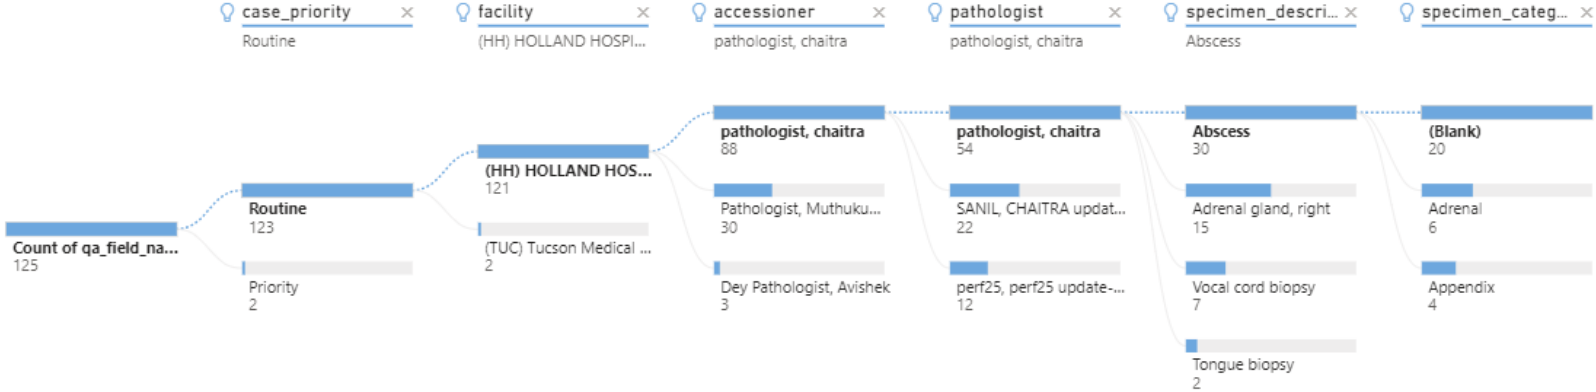 case_priority
Routine
facility
(HH) HOLLAND HOSPI...
accessioner
pathologist, chaitra
pathologist
pathologist, chaitra
specimen_descri...
Abscess
specimen_categ...
Count of qa_field_na...
125
Routine
123
Priority
2
(HH) HOLLAND HOS...
121
(TUC) Tucson Medical ...
2
pathologist, chaitra
88
Pathologist, Muthuku...
30
Dey Pathologist, Avishek
3
pathologist, chaitra
54
SANIL, CHAITRA updat...
22
perf25, perf25 update-...
12
Abscess
30
Adrenal gland, right
15
Vocal cord biopsy
7
Tongue biopsy
2
(Blank)
20
Adrenal
6
Appendix
4